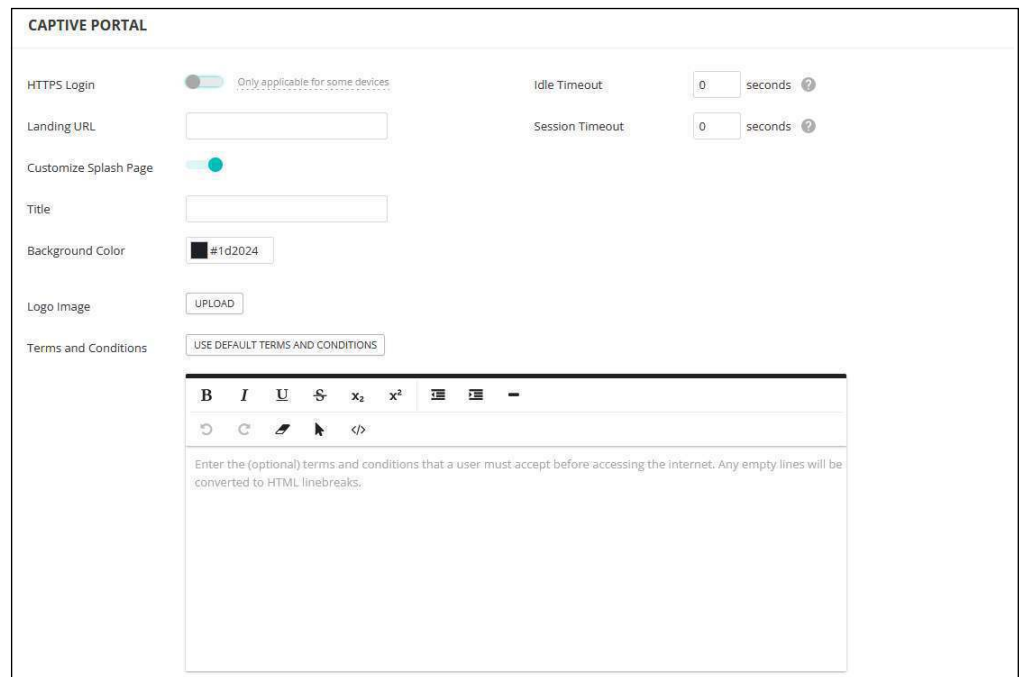 CAPTIVE PORTAL
HTTPS Login
Only applicable for some devices
Idle Timeout
0
seconds
?
Landing URL
Session Timeout
0
seconds
?
Customize Splash Page
Title
Background Color
#1d2024
Logo Image
UPLOAD
Terms and Conditions
USE DEFAULT TERMS AND CONDITIONS
B I U S x₂ x²
</>
Enter the (optional) terms and conditions that a user must accept before accessing the internet. Any empty lines will be
converted to HTML linebreaks.